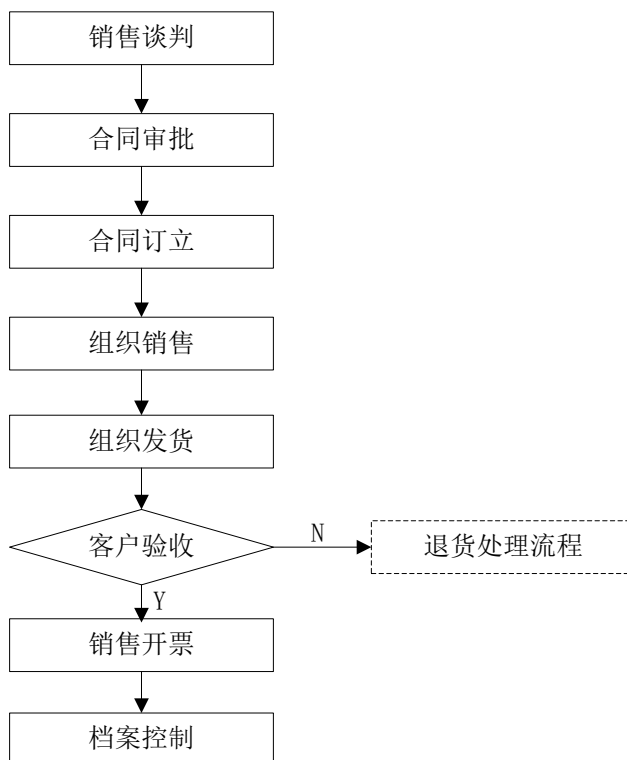 销售谈判
合同审批
合同订立
组织销售
组织发货
客户验收
N
退货处理流程
Y
销售开票
档案控制